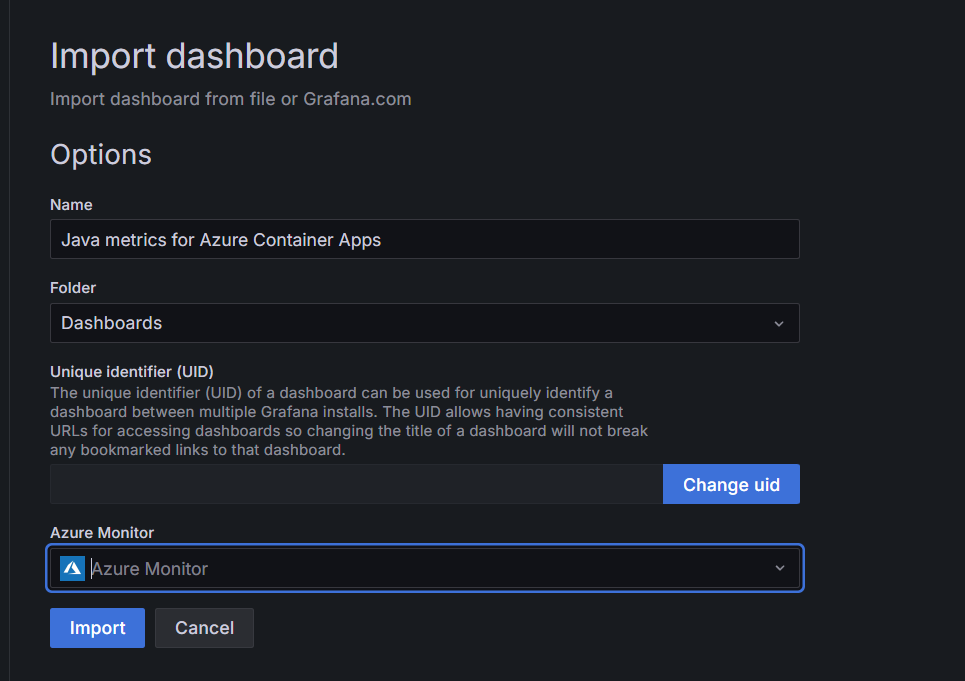 Import dashboard
Import dashboard from file or Grafana.com
Options
Name
Java metrics for Azure Container Apps
Folder
Dashboards
Unique identifier (UID)
The unique identifier (UID) of a dashboard can be used for uniquely identify a
dashboard between multiple Grafana installs. The UID allows having consistent
URLs for accessing dashboards so changing the title of a dashboard will not break
any bookmarked links to that dashboard.
Change uid
Azure Monitor
Azure Monitor
Import Cancel